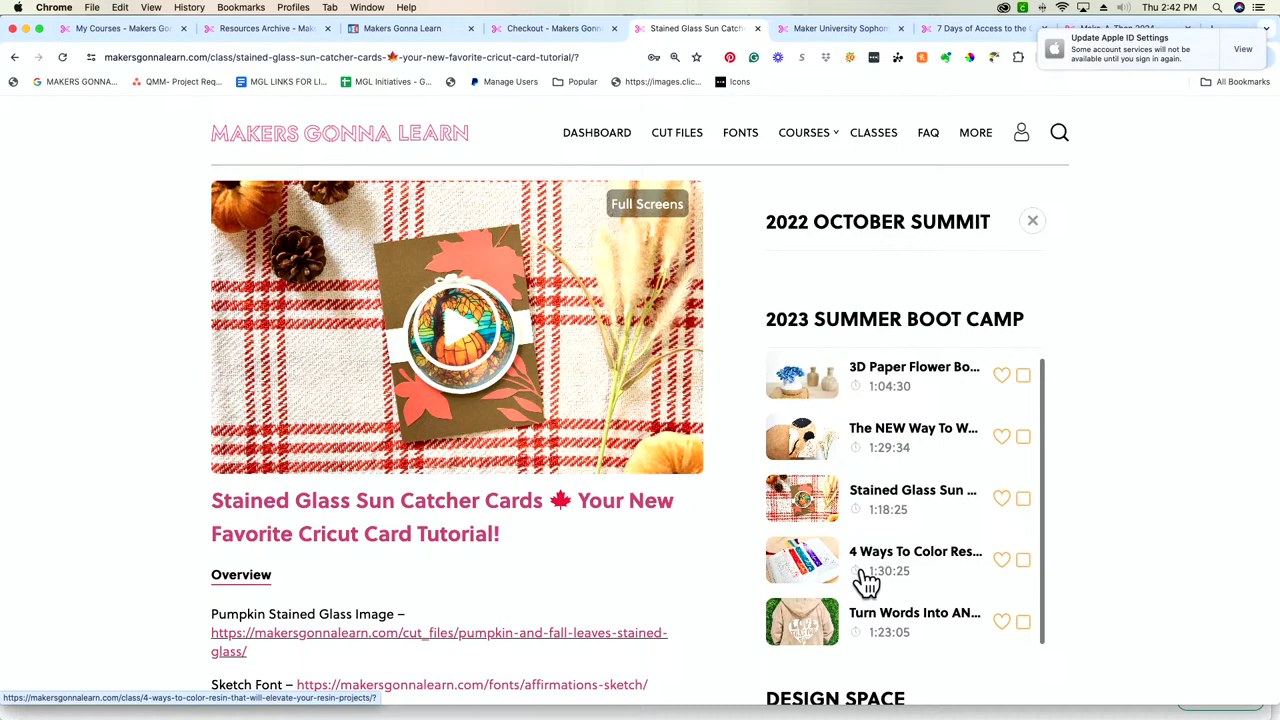 Chrome File Edit View History Bookmarks Profiles Tab Window Help Thu 2:42 PM
My Courses - Makers Go Resources Archive - Mak Makers Gonna Learn Checkout - Makers Gonn Stained Glass Sun Catch Maker University Sophom 7 Days of Access to the
Update Apple ID Settings
Some account services will not be
available until you sign in again.
View
makersgonnalearn.com/class/stained-glass-sun-catcher-cards-🍁-your-new-favorite-cricut-card-tutorial/?
MAKERS GONNA... QMM- Project Req... MGL LINKS FOR LI... MGL Initiatives - G... Manage Users Popular https://images.clic... Icons All Bookmarks
MAKERS GONNA LEARN
DASHBOARD CUT FILES FONTS COURSES CLASSES FAQ MORE
Full Screens
Stained Glass Sun Catcher Cards 🍁 Your New
Favorite Cricut Card Tutorial!
Overview
Pumpkin Stained Glass Image –
https://makersgonnalearn.com/cut_files/pumpkin-and-fall-leaves-stained-
glass/
Sketch Font – https://makersgonnalearn.com/fonts/affirmations-sketch/
2022 OCTOBER SUMMIT
2023 SUMMER BOOT CAMP
3D Paper Flower Bo...
1:04:30
The NEW Way To W...
1:29:34
Stained Glass Sun ...
1:18:25
4 Ways To Color Res...
1:30:25
Turn Words Into AN...
1:23:05
DESIGN SPACE
https://makersgonnalearn.com/class/4-ways-to-color-resin-that-will-elevate-your-resin-projects/?